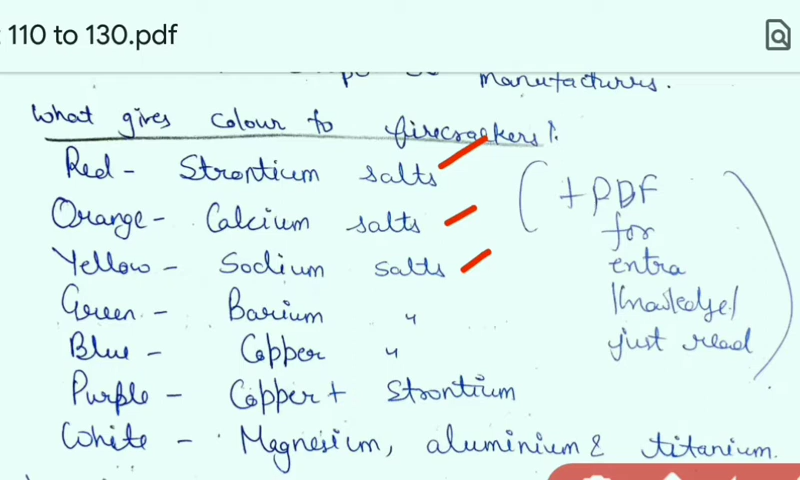 110 to 130.pdf
manufacturers.
What gives colour to firecrackers?
Red - Strontium salts
Orange - Calcium salts
Yellow - Sodium salts
Green - Barium "
Blue - Copper "
Purple - Copper + Strontium
White - Magnesium, aluminium & titanium.
(+ PDF
for
extra
knowledge/
just read)